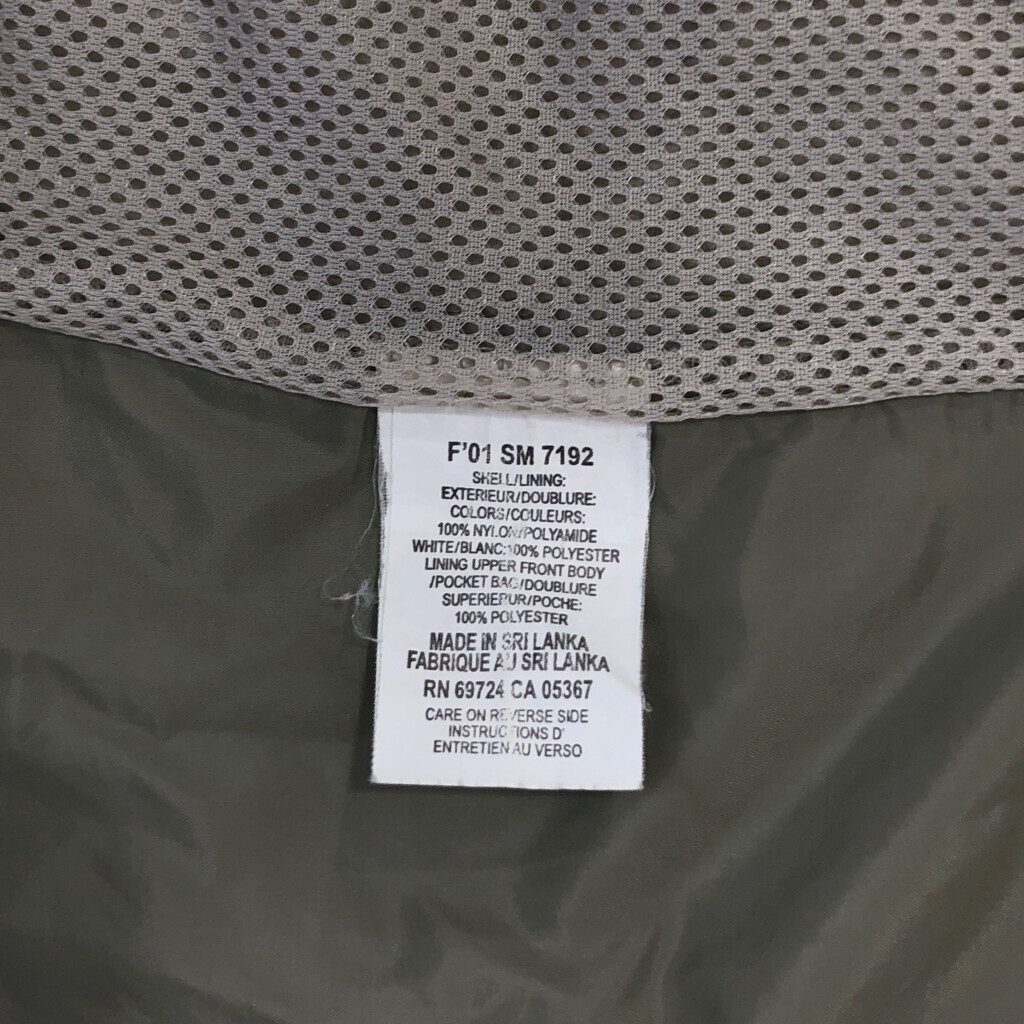 F'01 SM 7192
SHELL/LINING:
EXTERIEUR/DOUBLURE:
COLORS/COULEURS:
100% NYLON/POLYAMIDE
WHITE/BLANC:100% POLYESTER
LINING UPPER FRONT BODY
/POCKET BAG/DOUBLURE
SUPERIEPUR/POCHE:
100% POLYESTER
MADE IN SRI LANKA
FABRIQUE AU SRI LANKA
RN 69724 CA 05367
CARE ON REVERSE SIDE
INSTRUCTIONS D'
ENTRETIEN AU VERSO